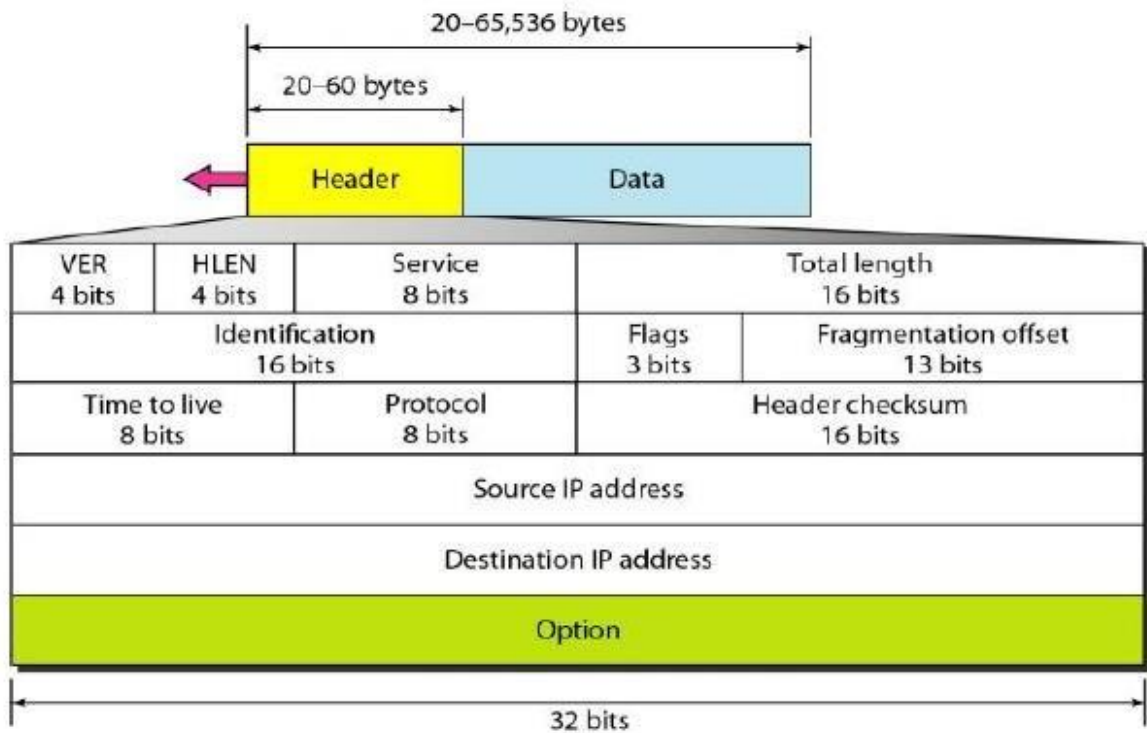 20–65,536 bytes
20–60 bytes
Header
Data
VER
4 bits
HLEN
4 bits
Service
8 bits
Total length
16 bits
Identification
16 bits
Flags
3 bits
Fragmentation offset
13 bits
Time to live
8 bits
Protocol
8 bits
Header checksum
16 bits
Source IP address
Destination IP address
Option
32 bits